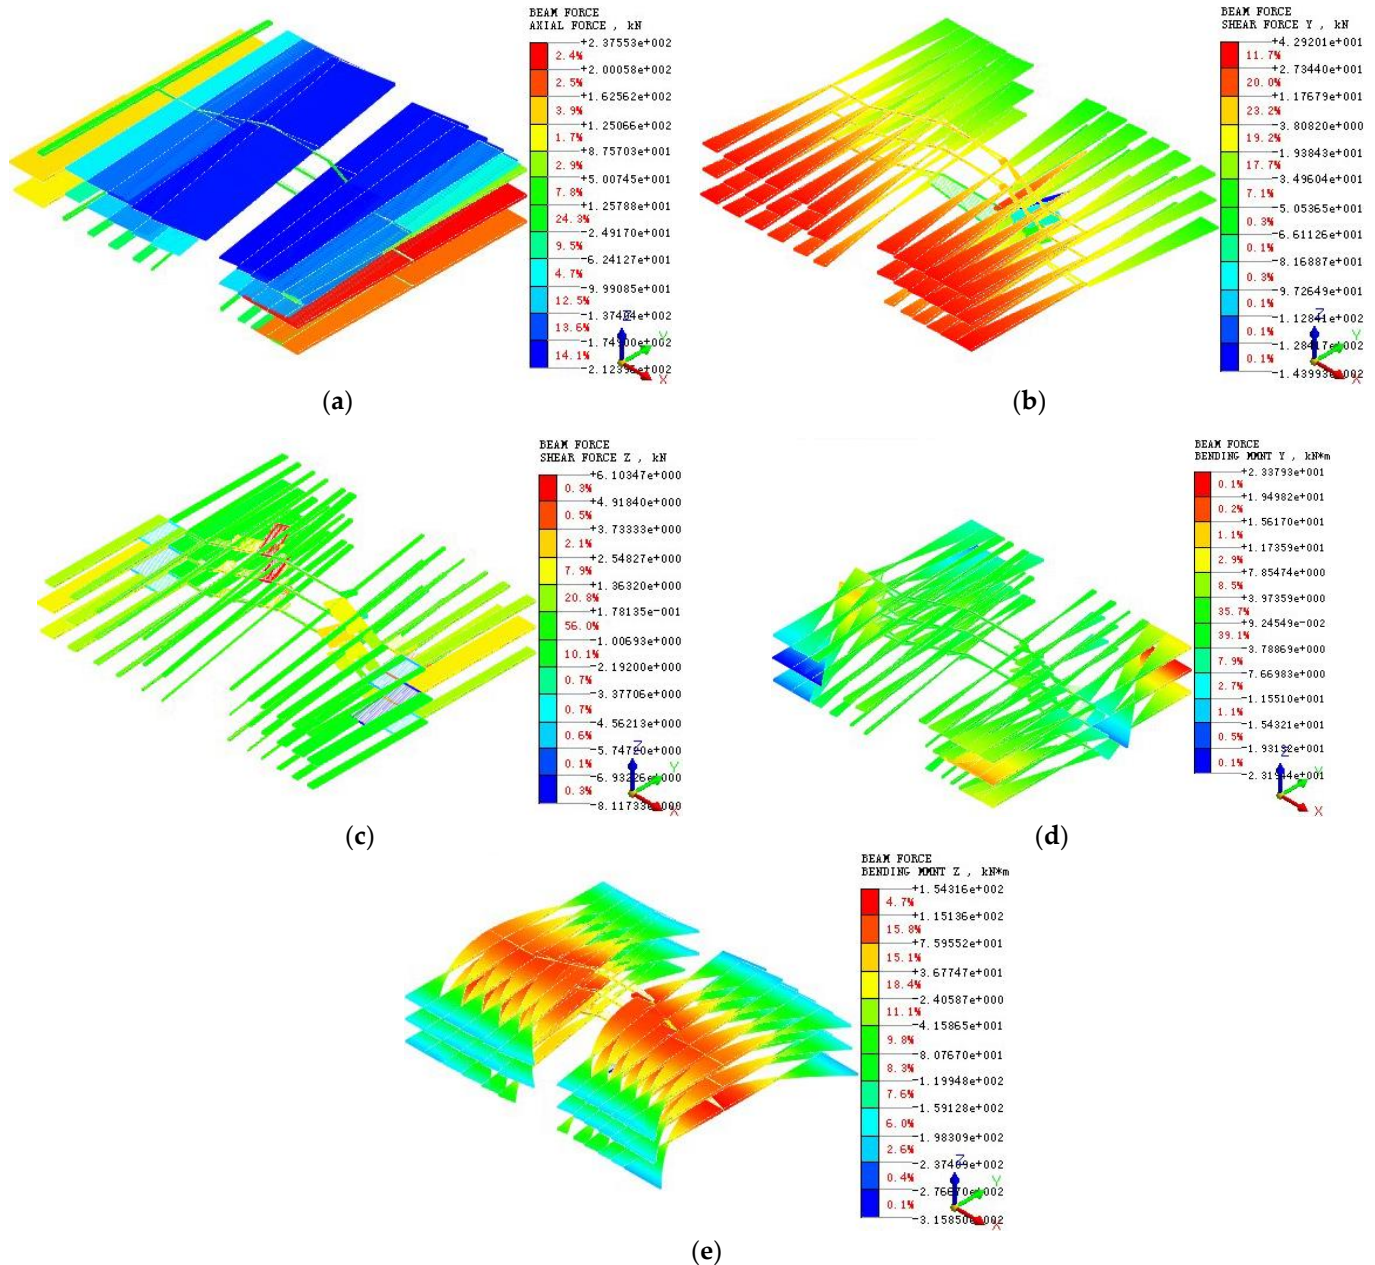 BEAM FORCE
AXIAL FORCE , kN
+2.37553e+002
2.4%
+2.00058e+002
2.5%
+1.62562e+002
3.9%
+1.25066e+002
1.7%
+8.75703e+001
2.9%
+5.00745e+001
7.8%
+1.25788e+001
24.3%
-2.49170e+001
9.5%
-6.24127e+001
4.7%
-9.99085e+001
12.5%
13.6%
14.1%
Z
Y
X
(a)
BEAM FORCE
SHEAR FORCE Y , kN
+4.29201e+001
11.7%
+2.73440e+001
20.0%
+1.17679e+001
23.2%
-3.80820e+000
19.2%
-1.93843e+001
17.7%
-3.49604e+001
7.1%
-5.05365e+001
0.3%
-6.61126e+001
0.1%
-8.16887e+001
0.3%
-9.72649e+001
0.1%
0.1%
0.1%
Z
Y
X
(b)
BEAM FORCE
SHEAR FORCE Z , kN
+6.10347e+000
0.3%
+4.91840e+000
0.5%
+3.73333e+000
2.1%
+2.54827e+000
7.9%
+1.36320e+000
20.8%
+1.78135e-001
56.0%
-1.00693e+000
10.1%
-2.19200e+000
0.7%
-3.37706e+000
0.7%
-4.56213e+000
0.6%
0.1%
0.3%
Z
Y
X
(c)
BEAM FORCE
BENDING MMNT Y , kN*m
+2.33793e+001
0.1%
+1.94982e+001
0.2%
+1.56170e+001
1.1%
+1.17359e+001
2.9%
+7.85474e+000
8.5%
+3.97359e+000
35.7%
+9.24549e-002
39.1%
-3.78869e+000
7.9%
-7.66983e+000
2.7%
-1.15510e+001
1.1%
-1.54321e+001
0.5%
0.1%
Z
Y
X
(d)
BEAM FORCE
BENDING MMNT Z , kN*m
+1.54316e+002
4.7%
+1.15136e+002
15.8%
+7.59552e+001
15.1%
+3.67747e+001
18.4%
-2.40587e+000
11.1%
-4.15865e+001
9.8%
-8.07670e+001
8.3%
-1.19948e+002
7.6%
-1.59128e+002
6.0%
-1.98309e+002
2.6%
0.4%
0.1%
Z
Y
X
(e)